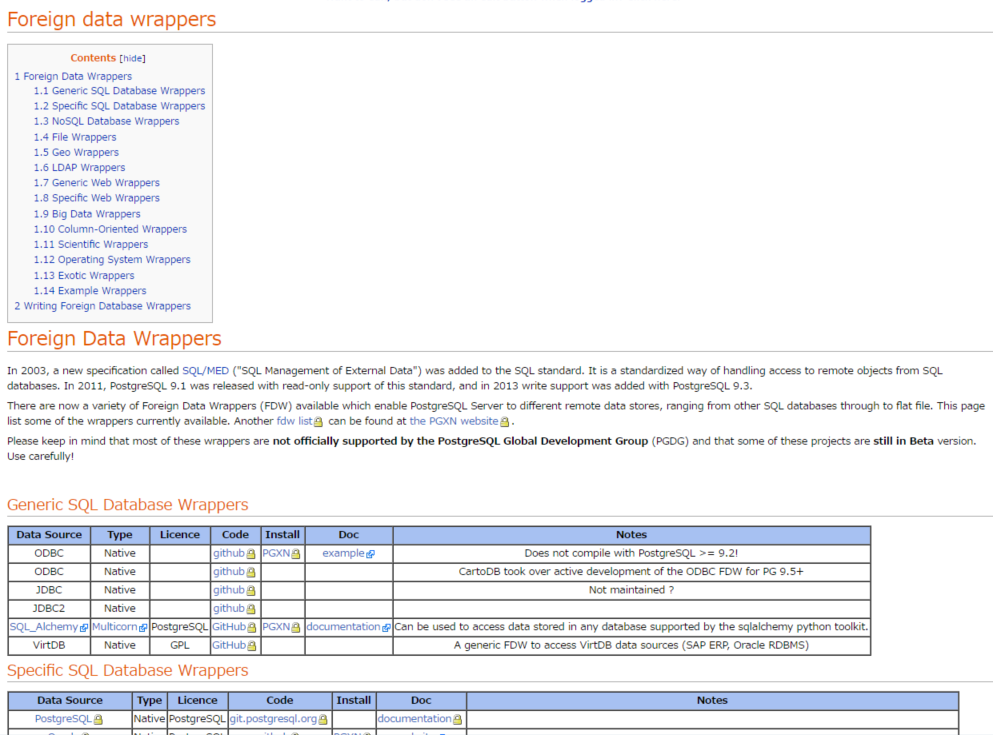 Foreign data wrappers
Contents [hide]
1 Foreign Data Wrappers
1.1 Generic SQL Database Wrappers
1.2 Specific SQL Database Wrappers
1.3 NoSQL Database Wrappers
1.4 File Wrappers
1.5 Geo Wrappers
1.6 LDAP Wrappers
1.7 Generic Web Wrappers
1.8 Specific Web Wrappers
1.9 Big Data Wrappers
1.10 Column-Oriented Wrappers
1.11 Scientific Wrappers
1.12 Operating System Wrappers
1.13 Exotic Wrappers
1.14 Example Wrappers
2 Writing Foreign Database Wrappers
Foreign Data Wrappers
In 2003, a new specification called SQL/MED ("SQL Management of External Data") was added to the SQL standard. It is a standardized way of handling access to remote objects from SQL
databases. In 2011, PostgreSQL 9.1 was released with read-only support of this standard, and in 2013 write support was added with PostgreSQL 9.3.
There are now a variety of Foreign Data Wrappers (FDW) available which enable PostgreSQL Server to different remote data stores, ranging from other SQL databases through to flat file. This page
list some of the wrappers currently available. Another fdw list can be found at the PGXN website .
Please keep in mind that most of these wrappers are not officially supported by the PostgreSQL Global Development Group (PGDG) and that some of these projects are still in Beta version.
Use carefully!
Generic SQL Database Wrappers
Data Source Type Licence Code Install Doc Notes
ODBC Native github PGXN example Does not compile with PostgreSQL >= 9.2!
ODBC Native github CartoDB took over active development of the ODBC FDW for PG 9.5+
JDBC Native github Not maintained ?
JDBC2 Native github
SQL_Alchemy Multicorn PostgreSQL GitHub PGXN documentation Can be used to access data stored in any database supported by the sqlalchemy python toolkit.
VirtDB Native GPL GitHub A generic FDW to access VirtDB data sources (SAP ERP, Oracle RDBMS)
Specific SQL Database Wrappers
Data Source Type Licence Code Install Doc Notes
PostgreSQL Native PostgreSQL git.postgresql.org documentation